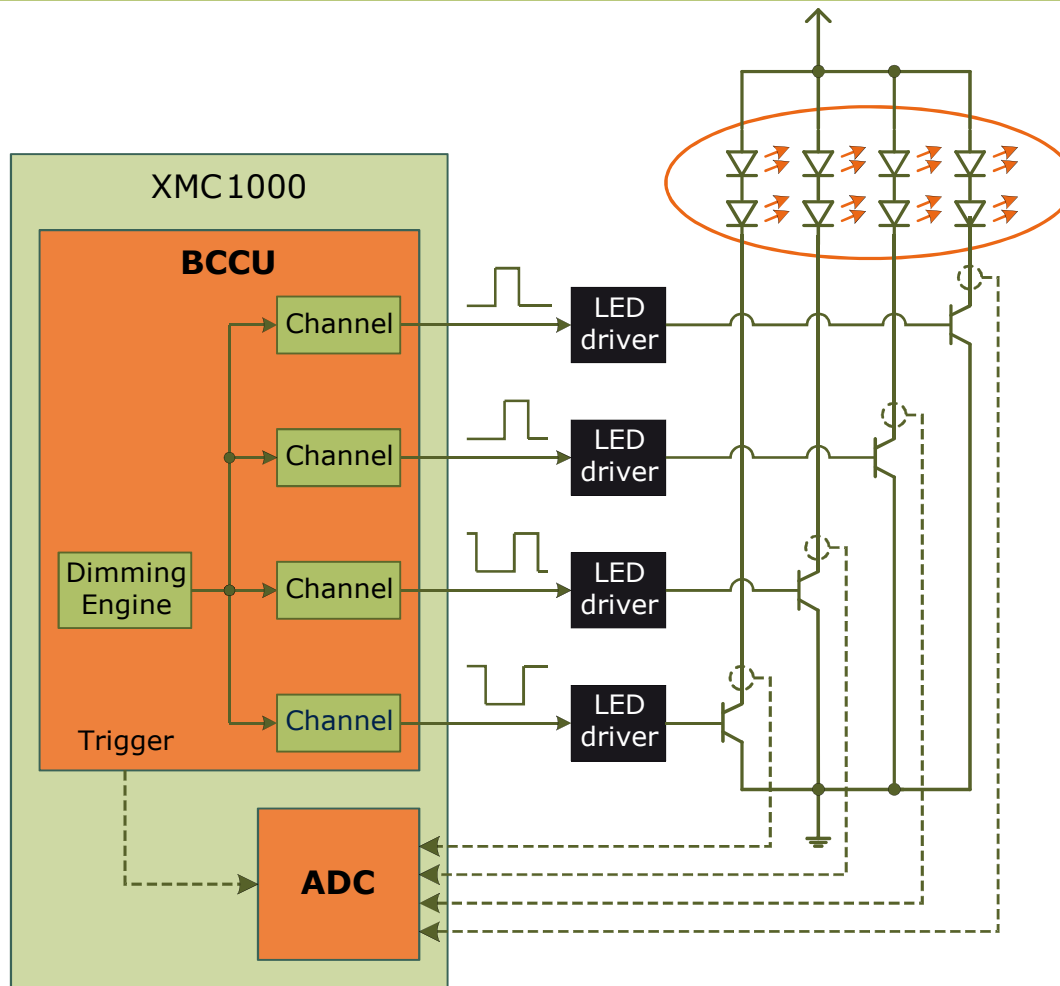 XMC1000
BCCU
Channel
LED
driver
Channel
LED
driver
Dimming
Engine
Channel
LED
driver
Channel
LED
driver
Trigger
ADC